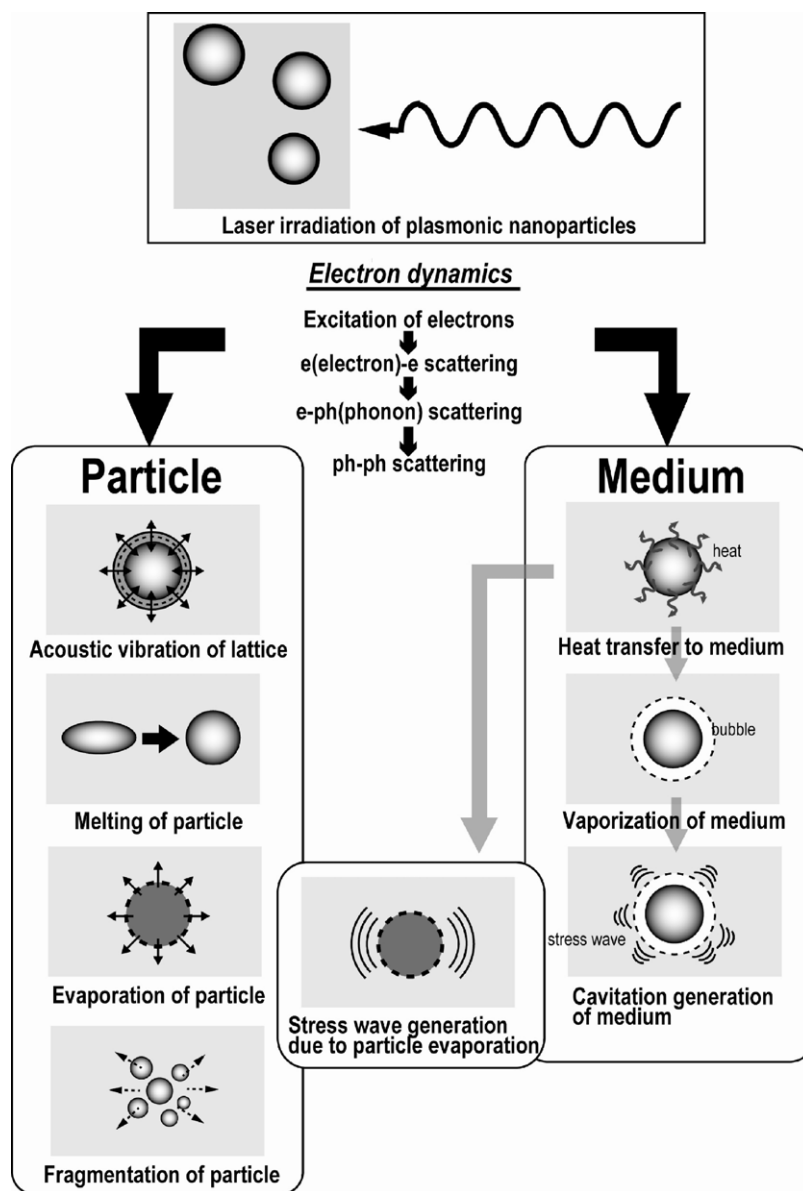 Laser irradiation of plasmonic nanoparticles
Electron dynamics
Excitation of electrons
e(electron)-e scattering
e-ph(phonon) scattering
ph-ph scattering
Particle
Acoustic vibration of lattice
Melting of particle
Evaporation of particle
Fragmentation of particle
Stress wave generation
due to particle evaporation
Medium
heat
Heat transfer to medium
bubble
Vaporization of medium
stress wave
Cavitation generation
of medium